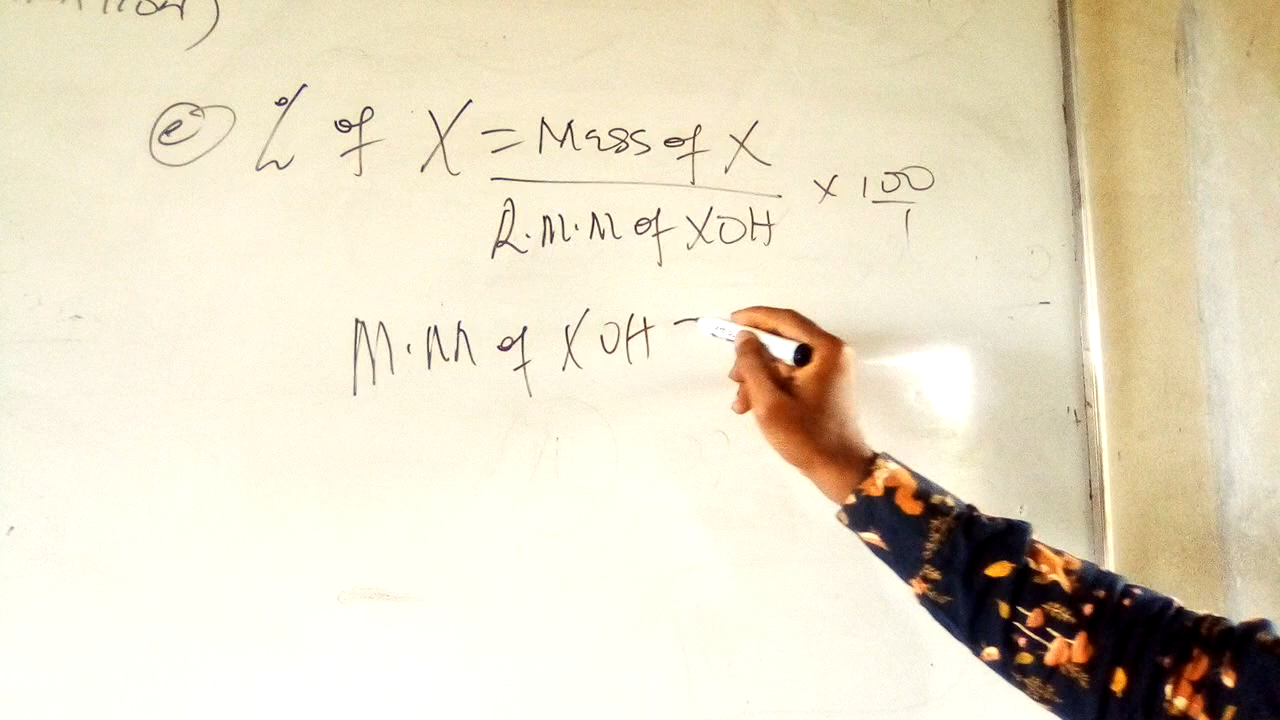 (e) % of X = Mass of X / R.M.M of XOH × 100 / 1
M.M of XOH -